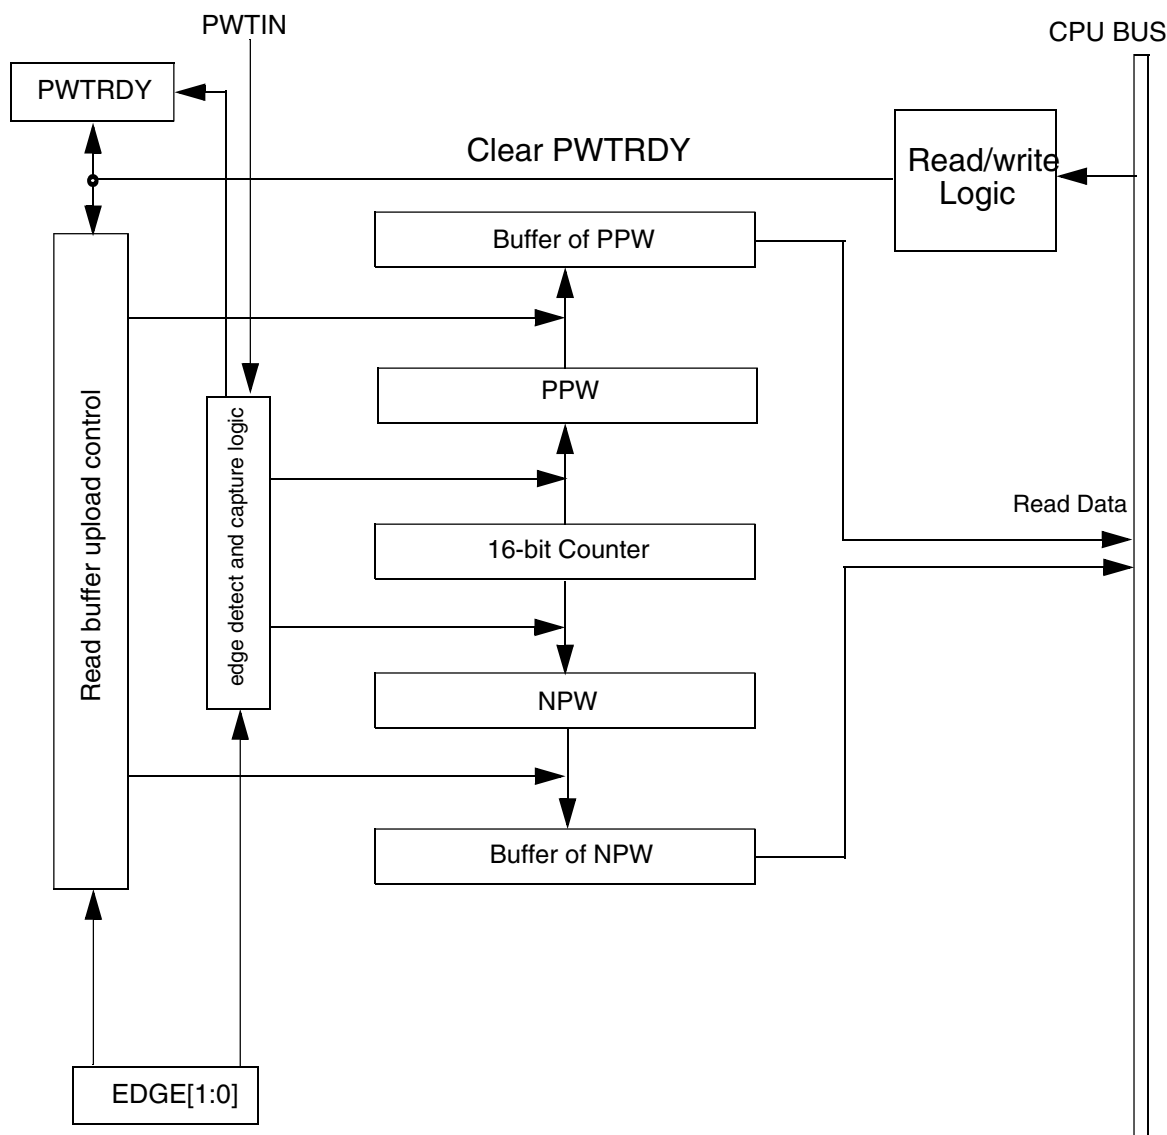 PWTIN
CPU BUS
PWTRDY
Clear PWTRDY
Read/write
Logic
Buffer of PPW
PPW
Read buffer upload control
edge detect and capture logic
Read Data
16-bit Counter
NPW
Buffer of NPW
EDGE[1:0]